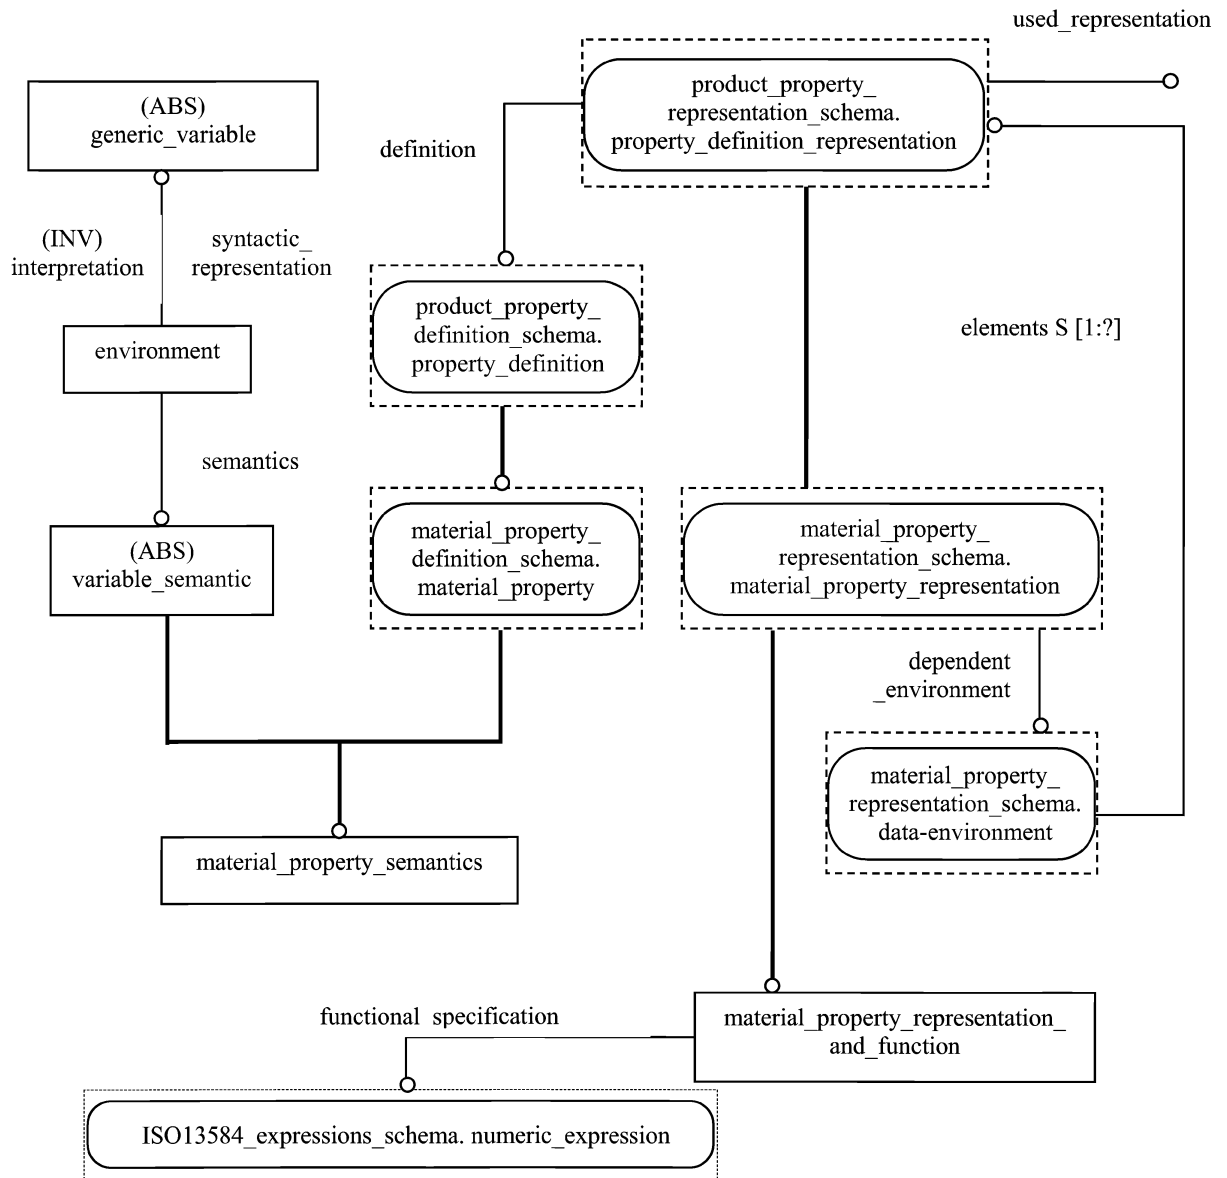 used_representation
product_property_
representation_schema.
property_definition_representation
(ABS)
generic_variable
definition
(INV)
interpretation
syntactic_
representation
product_property_
definition_schema.
property_definition
elements S [1:?]
environment
semantics
material_property_
definition_schema.
material_property
material_property_
representation_schema.
material_property_representation
(ABS)
variable_semantic
dependent
_environment
material_property_
representation_schema.
data-environment
material_property_semantics
functional specification
material_property_representation_
and_function
ISO13584_expressions_schema. numeric_expression